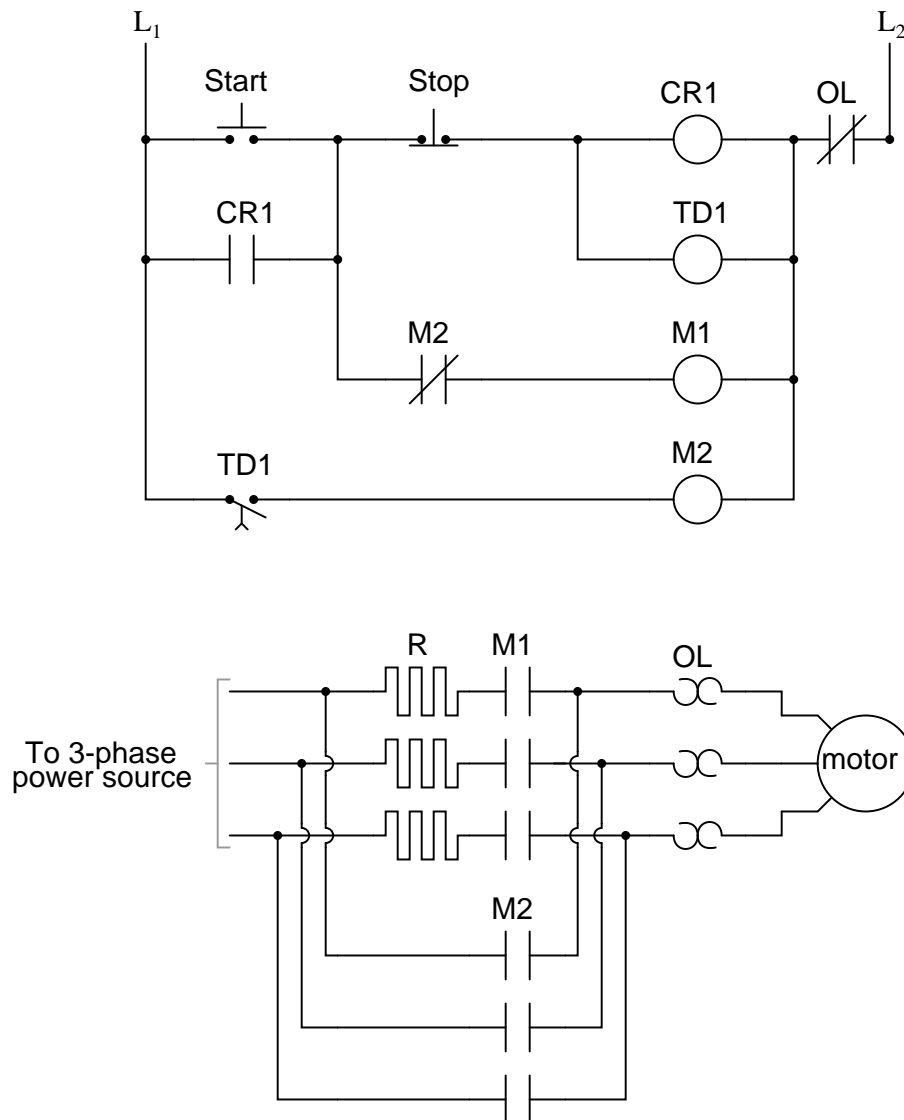 L₁
L₂
Start
Stop
CR1
OL
CR1
TD1
M2
M1
TD1
M2
R
M1
OL
To 3-phase
power source
motor
M2